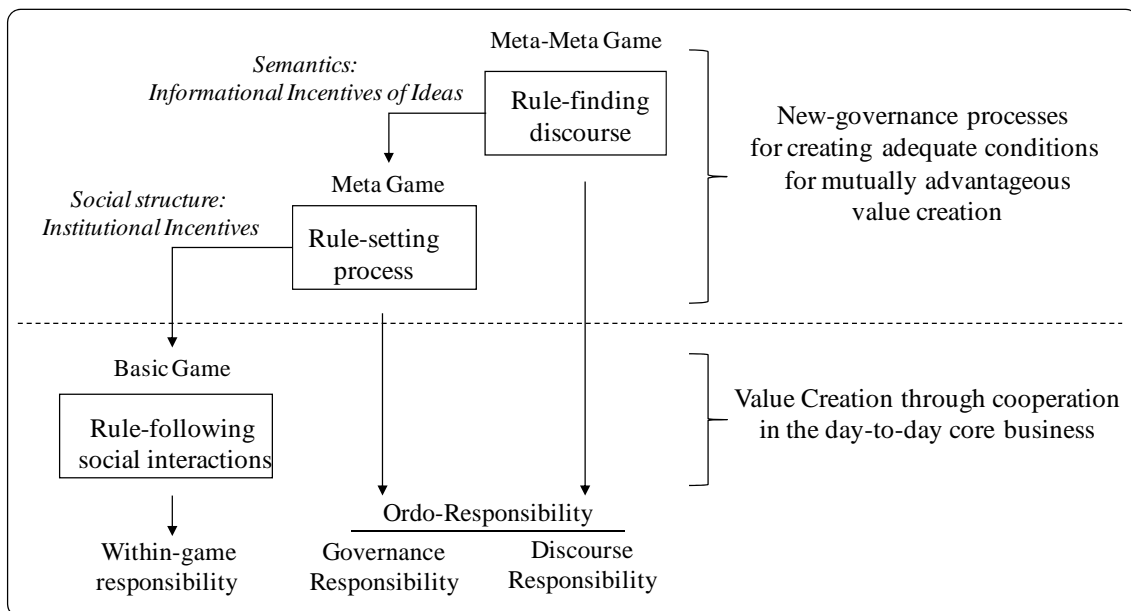 Meta-Meta Game
Semantics:
Informational Incentives of Ideas
Rule-finding
discourse
New-governance processes
for creating adequate conditions
for mutually advantageous
value creation
Meta Game
Social structure:
Institutional Incentives
Rule-setting
process
Basic Game
Rule-following
social interactions
Value Creation through cooperation
in the day-to-day core business
Ordo-Responsibility
Within-game
responsibility
Governance
Responsibility
Discourse
Responsibility